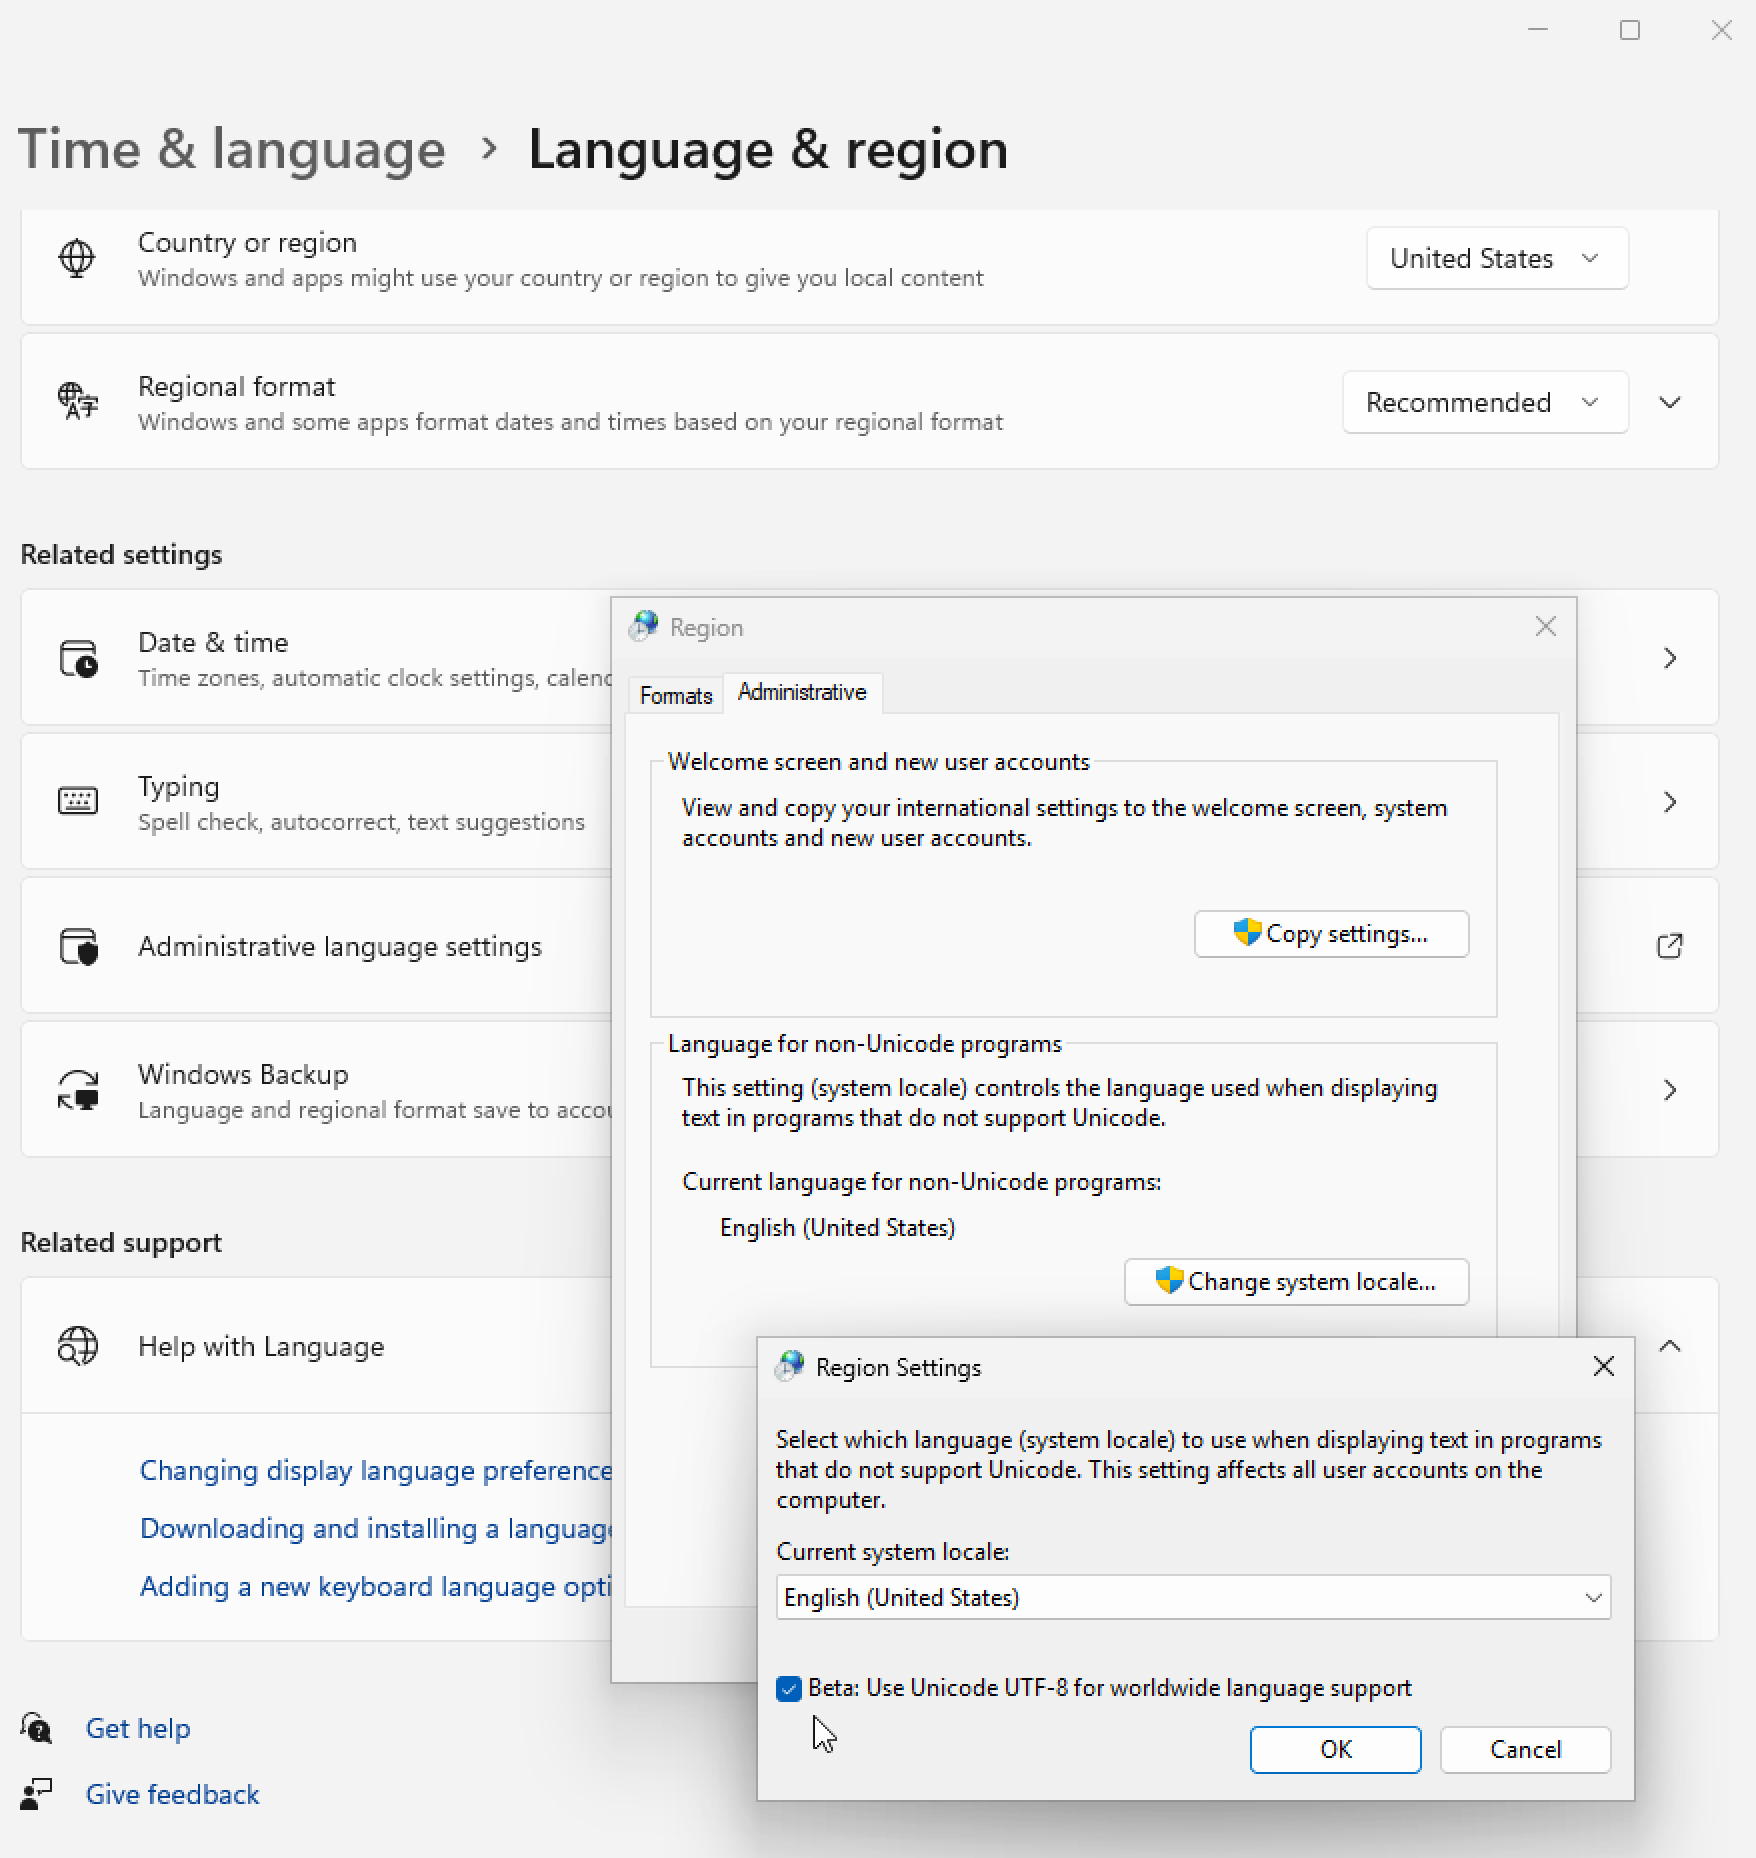 Time & language > Language & region
Country or region
Windows and apps might use your country or region to give you local content
United States
Regional format
Windows and some apps format dates and times based on your regional format
Recommended
Related settings
Date & time
Time zones, automatic clock settings,
Typing
Spell check, autocorrect, text suggestions
Administrative language settings
Windows Backup
Language and regional format save to
Related support
Help with Language
Changing display language
Downloading and installing a
Adding a new keyboard language
Get help
Give feedback
Region
Formats
Administrative
Welcome screen and new user accounts
View and copy your international settings to the welcome screen, system
accounts and new user accounts.
Copy settings...
Language for non-Unicode programs
This setting (system locale) controls the language used when displaying
text in programs that do not support Unicode.
Current language for non-Unicode programs:
English (United States)
Change system locale...
Region Settings
Select which language (system locale) to use when displaying text in programs
that do not support Unicode. This setting affects all user accounts on the
computer.
Current system locale:
English (United States)
Beta: Use Unicode UTF-8 for worldwide language support
OK
Cancel